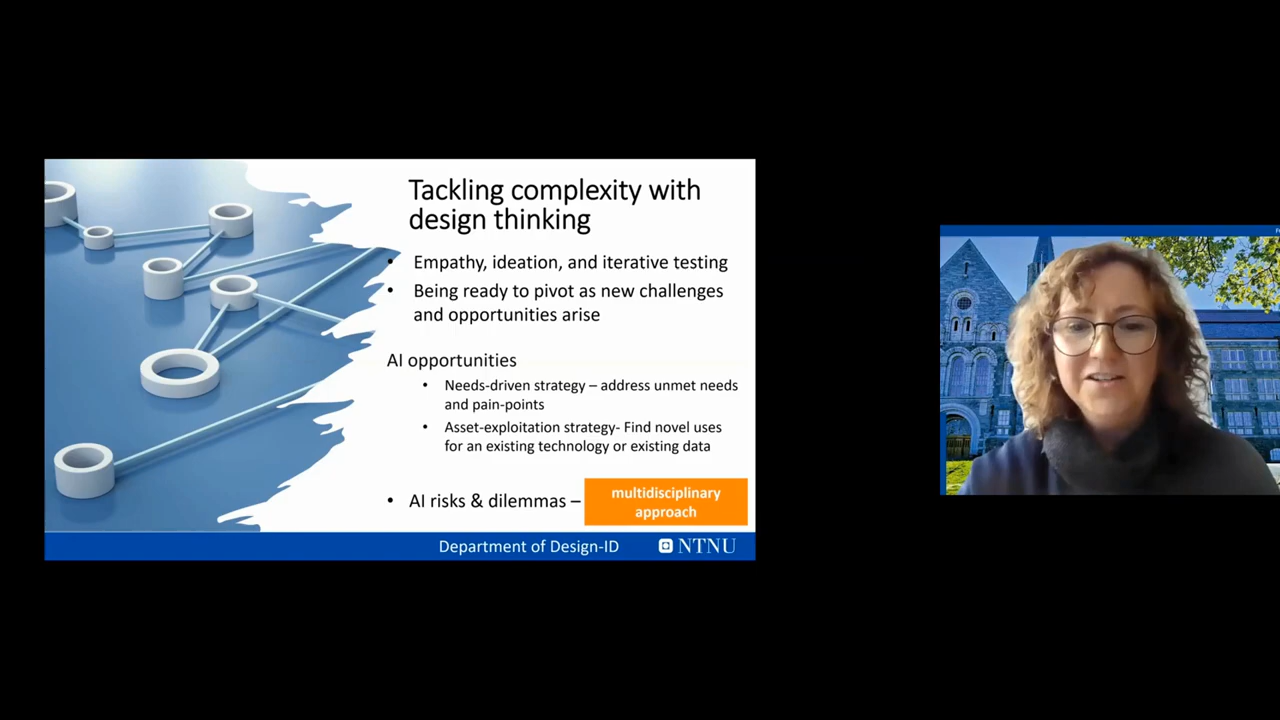 Tackling complexity with
design thinking
• Empathy, ideation, and iterative testing
• Being ready to pivot as new challenges
and opportunities arise
AI opportunities
• Needs-driven strategy – address unmet needs
and pain-points
• Asset-exploitation strategy- Find novel uses
for an existing technology or existing data
• AI risks & dilemmas –
multidisciplinary
approach
Department of Design-ID
NTNU